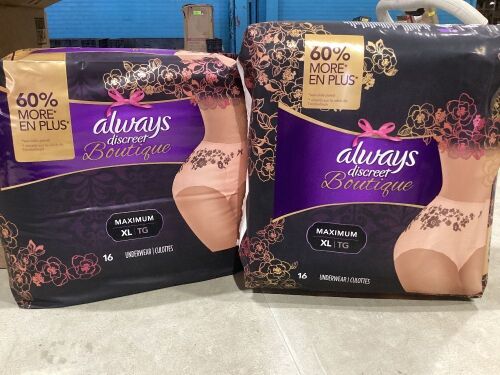 60%
MORE*
EN PLUS*
always
discreet
Boutique
MAXIMUM
XL | TG
16
UNDERWEAR | CULOTTES
60%
MORE*
EN PLUS*
always
discreet
Boutique
MAXIMUM
XL | TG
16
UNDERWEAR | CULOTTES